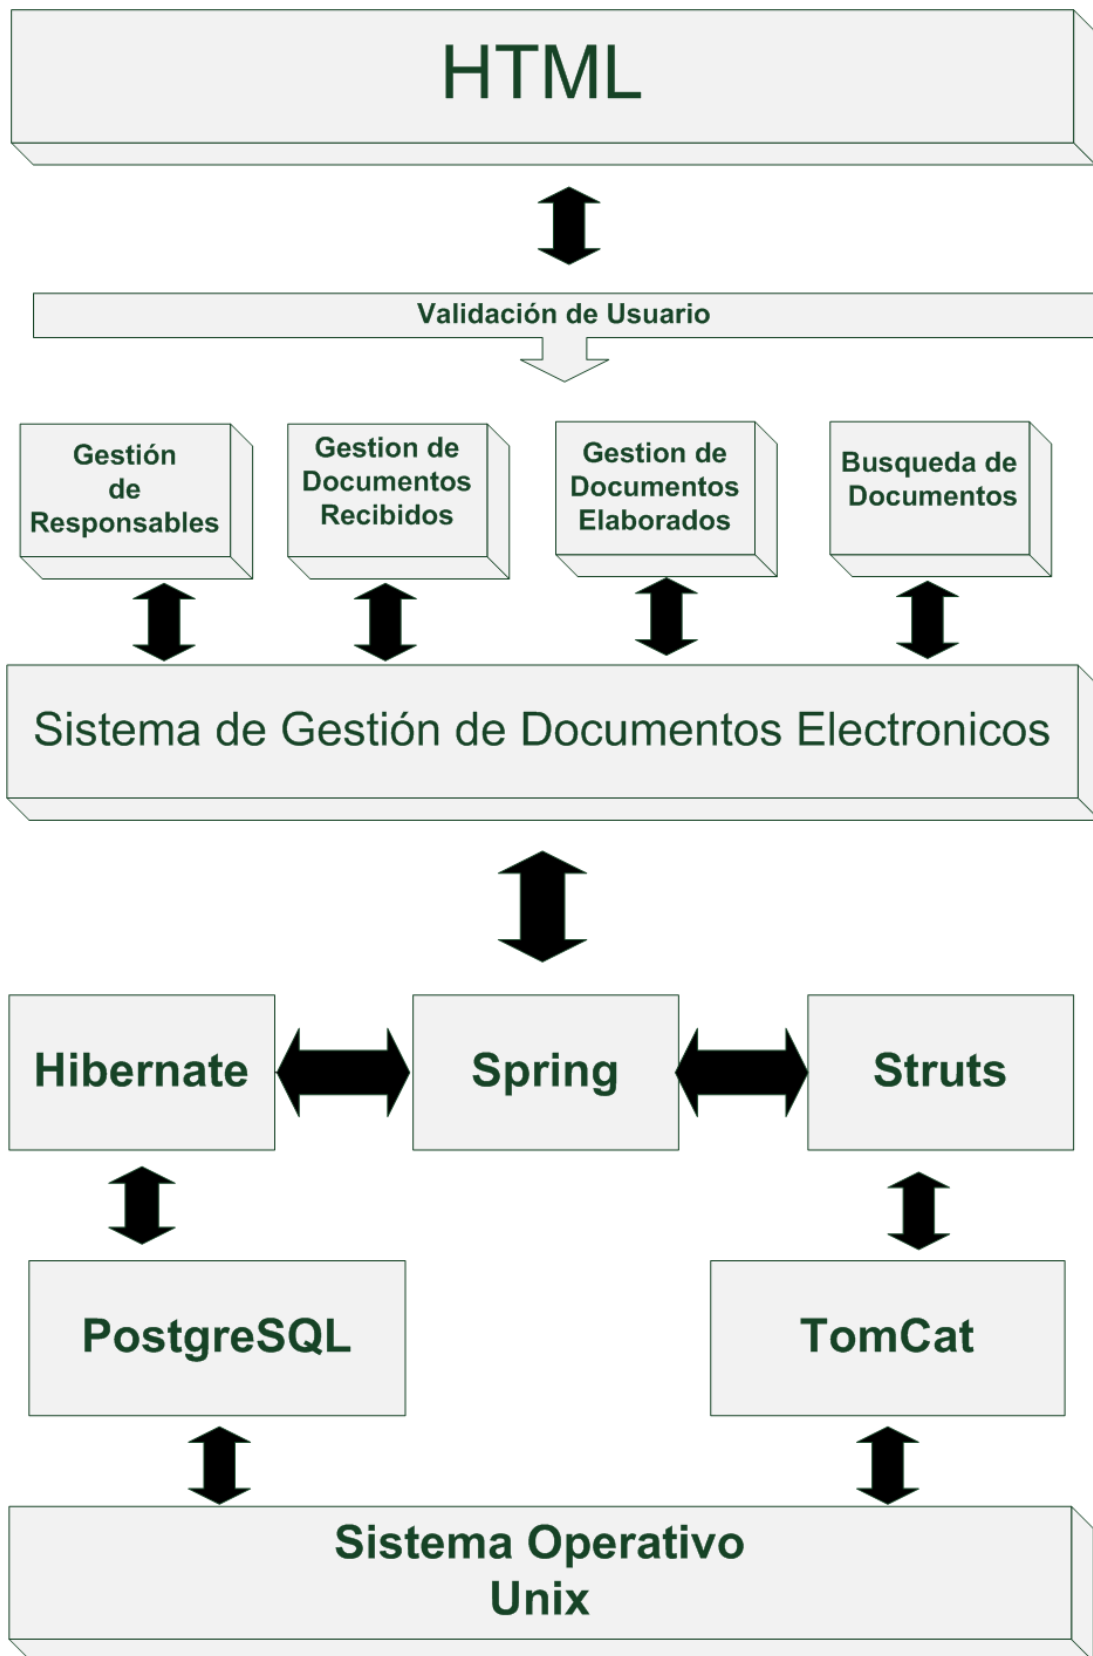 HTML
Validación de Usuario
Gestión
de
Responsables
Gestion de
Documentos
Recibidos
Gestion de
Documentos
Elaborados
Busqueda de
Documentos
Sistema de Gestión de Documentos Electronicos
Hibernate
Spring
Struts
PostgreSQL
TomCat
Sistema Operativo
Unix